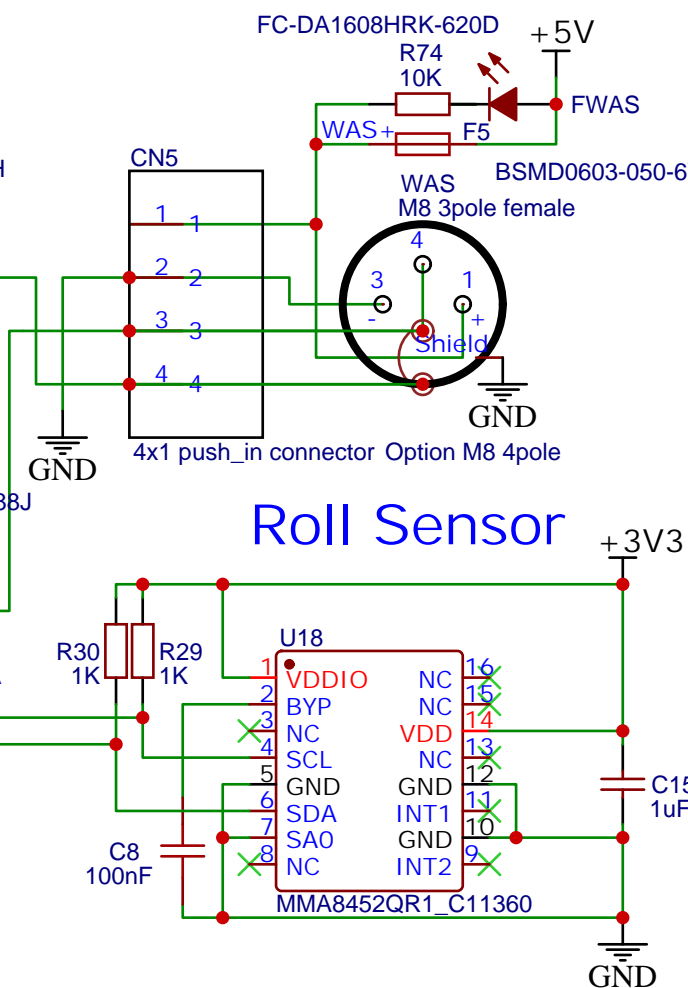 FC-DA1608HRK-620D
+5V
R74
10K
FWAS
WAS+
F5
CN5
BSMD0603-050-6
WAS
M8 3pole female
1 1
4
2 2
3
1
-
+
3 3
Shield
4 4
GND
GND
4x1 push_in connector Option M8 4pole
38J
Roll Sensor
+3V3
U18
R30
1K
R29
1K
1 VDDIO
NC 16
2 BYP
NC 15
3 NC
VDD 14
4 SCL
NC 13
5 GND
GND 12
6 SDA
INT1 11
7 SA0
GND 10
8 NC
INT2 9
C15
1uF
C8
100nF
MMA8452QR1_C11360
GND